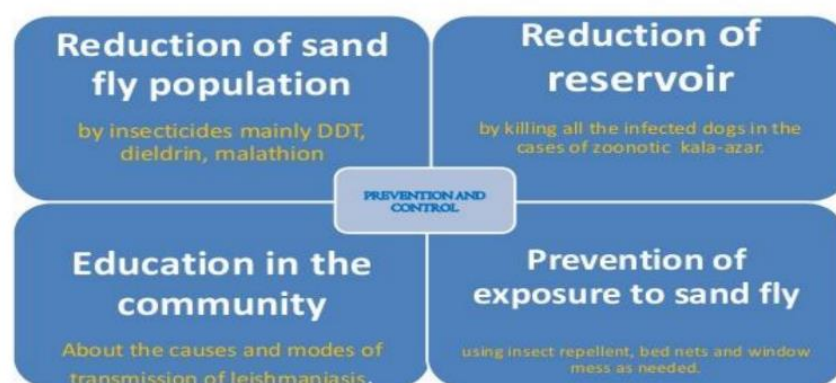 Reduction of sand
fly population
by insecticides mainly DDT,
dieldrin, malathion
Reduction of
reservoir
by killing all the infected dogs in the
cases of zoonotic kala-azar.
PREVENTION AND
CONTROL
Education in the
community
About the causes and modes of
transmission of leishmaniasis.
Prevention of
exposure to sand fly
using insect repellent, bed nets and window
mess as needed.